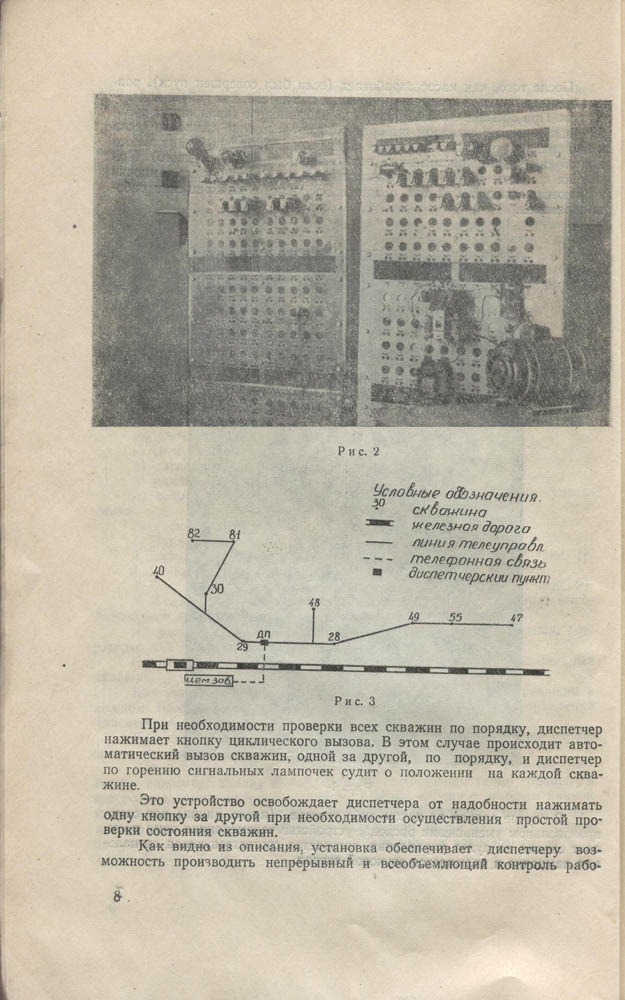 Рис. 2
Условные обозначения.
30 скважина
железная дорога
линия телеуправл.
телефонная связь
диспетчерский пункт
82
81
40
30
48
49
55
47
ДП
29
28
цем. зав.
Рис. 3
При необходимости проверки всех скважин по порядку, диспетчер
нажимает кнопку циклического вызова. В этом случае происходит авто-
матический вызов скважин, одной за другой, по порядку, и диспетчер
по горению сигнальных лампочек судит о положении на каждой сква-
жине.
Это устройство освобождает диспетчера от надобности нажимать
одну кнопку за другой при необходимости осуществления простой про-
верки состояния скважин.
Как видно из описания, установка обеспечивает диспетчеру воз-
можность производить непрерывный и всеобъемлющий контроль рабо-
8